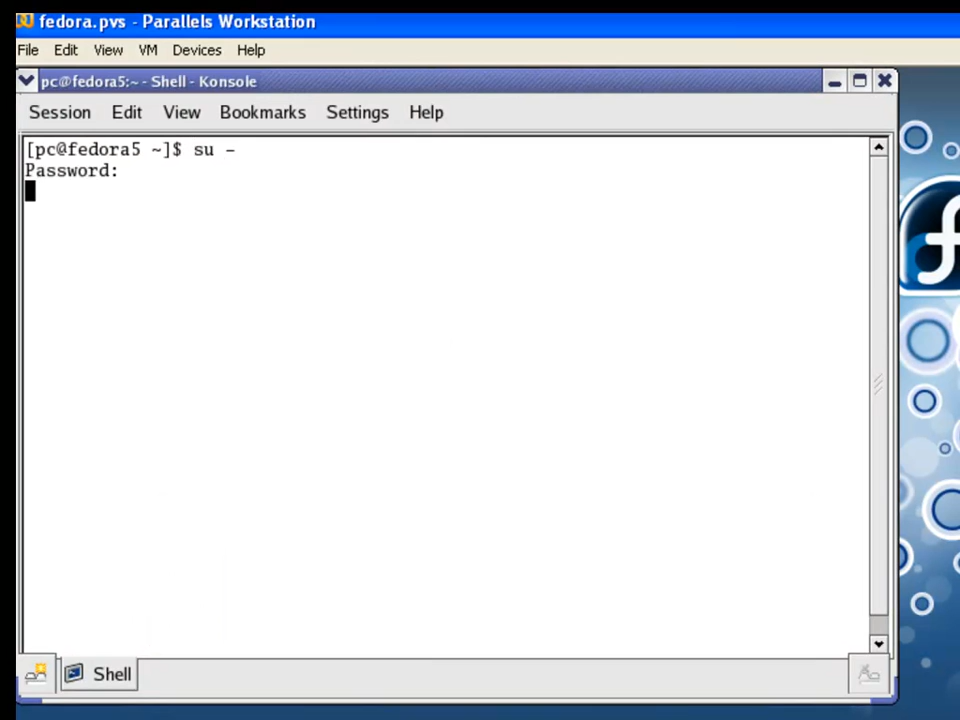 fedora.pvs - Parallels Workstation
File Edit View VM Devices Help
pc@fedora5:~ - Shell - Konsole
Session Edit View Bookmarks Settings Help
[pc@fedora5 ~]$ su -
Password:
Shell